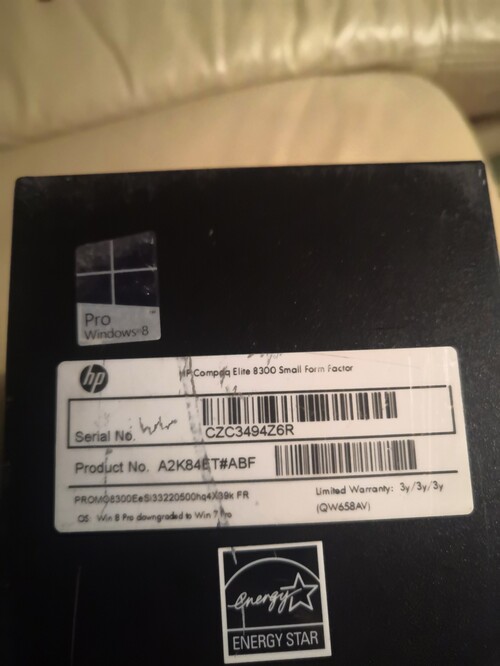 Pro
Windows 8
hp
HP Compaq Elite 8300 Small Form Factor
Serial No. CZC3494Z6R
Product No. A2K84ET#ABF
PROMO8300EeSi33220500hq4X39k FR
Limited Warranty: 3y/3y/3y
OS: Win 8 Pro downgraded to Win 7 Pro
(QW658AV)
energy
ENERGY STAR